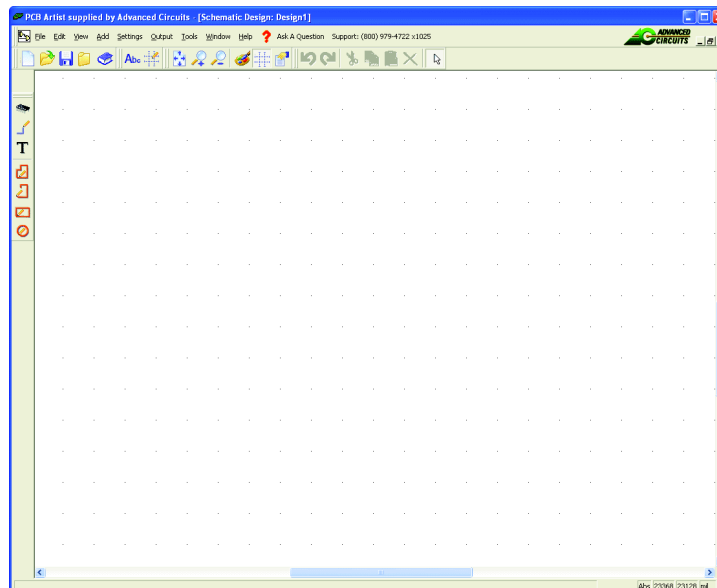 PCB Artist supplied by Advanced Circuits - [Schematic Design: Design1]
File Edit View Add Settings Output Tools Window Help ? Ask A Question Support: (800) 979-4722 x1025
ADVANCED
CIRCUITS
Abc
T
Abs 23368 23128 mil